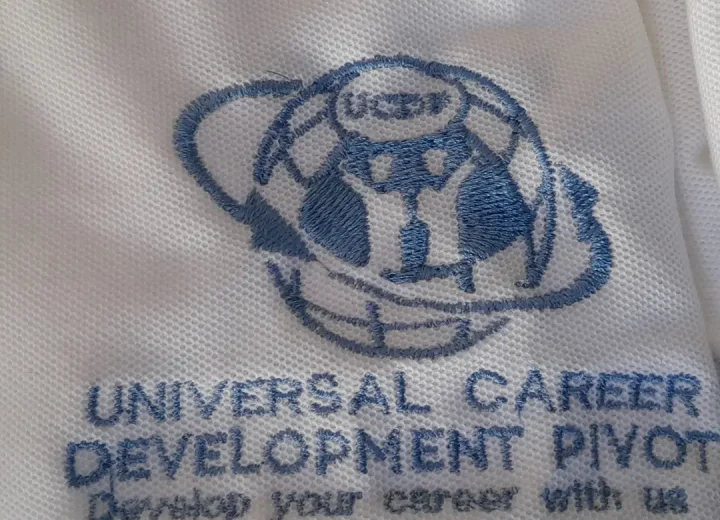 UCDP
UNIVERSAL CAREER
DEVELOPMENT PIVOT
Develop your career with us